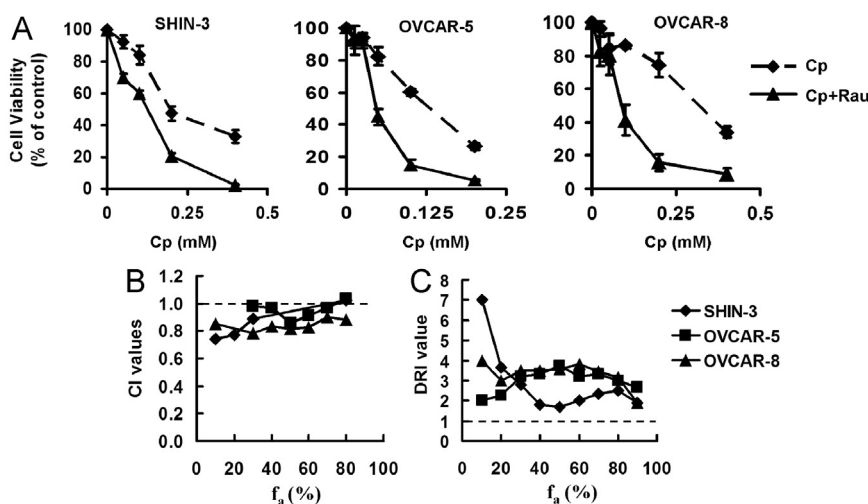 A
SHIN-3
OVCAR-5
OVCAR-8
Cell Viability
(% of control)
100
80
60
40
20
0
0 0.25 0.5
Cp (mM)
100
80
60
40
20
0
0 0.125 0.25
Cp (mM)
100
80
60
40
20
0
0 0.25 0.5
Cp (mM)
Cp
Cp+Rau
B
CI values
1.2
1.0
0.8
0.6
0.4
0.2
0.0
0 20 40 60 80 100
fa (%)
C
DRI value
8
7
6
5
4
3
2
1
0
0 20 40 60 80 100
fa (%)
SHIN-3
OVCAR-5
OVCAR-8